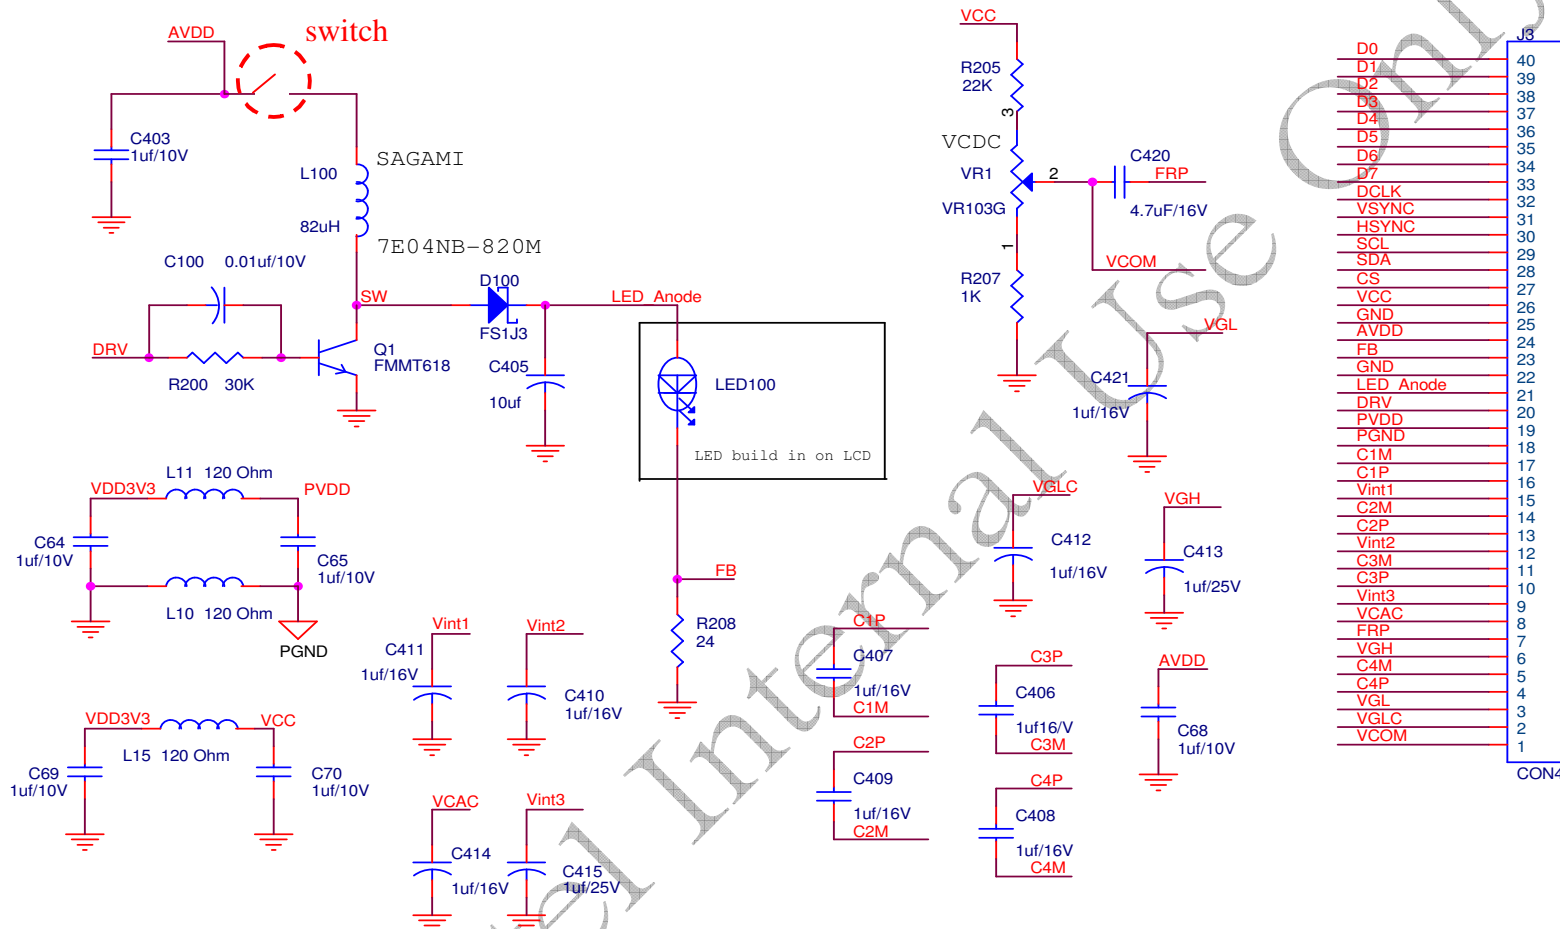 AVDD
switch
C403
1uf/10V
L100
82uH
SAGAMI
7E04NB-820M
C100 0.01uf/10V
DRV
R200 30K
SW
Q1
FMMT618
D100
FS1J3
C405
10uf
LED_Anode
LED100
LED build in on LCD
FB
R208
24
VCC
R205
22K
3
VCDC
VR1
VR103G
2
1
R207
1K
C420
FRP
4.7uF/16V
VCOM
VGL
C421
1uf/16V
VGLC
C412
1uf/16V
VGH
C413
1uf/25V
L11 120 Ohm
VDD3V3
PVDD
C64
1uf/10V
C65
1uf/10V
L10 120 Ohm
PGND
VDD3V3
VCC
L15 120 Ohm
C69
1uf/10V
C70
1uf/10V
Vint1
C411
1uf/16V
Vint2
C410
1uf/16V
VCAC
C414
1uf/16V
Vint3
C415
1uf/25V
C1P
C407
1uf/16V
C1M
C2P
C409
1uf/16V
C2M
C3P
C406
1uf16/V
C3M
C4P
C408
1uf/16V
C4M
AVDD
C68
1uf/10V
J3
D0 40
D1 39
D2 38
D3 37
D4 36
D5 35
D6 34
D7 33
DCLK 32
VSYNC 31
HSYNC 30
SCL 29
SDA 28
CS 27
VCC 26
GND 25
AVDD 24
FB 23
GND 22
LED_Anode 21
DRV 20
PVDD 19
PGND 18
C1M 17
C1P 16
Vint1 15
C2M 14
C2P 13
Vint2 12
C3M 11
C3P 10
Vint3 9
VCAC 8
FRP 7
VGH 6
C4M 5
C4P 4
VGL 3
VGLC 2
VCOM 1
CON4
tel Internal Use Only